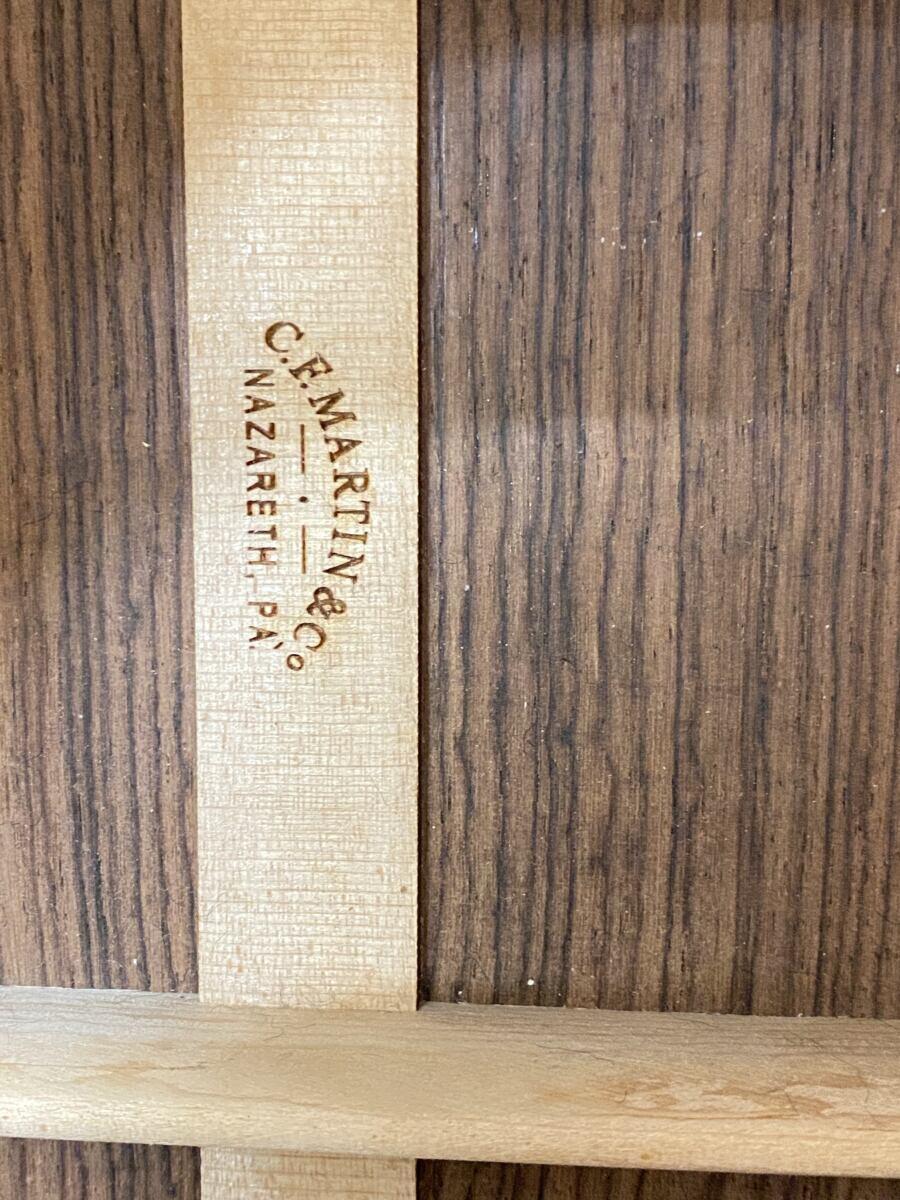 C. F. MARTIN & Co.
NAZARETH, PA.